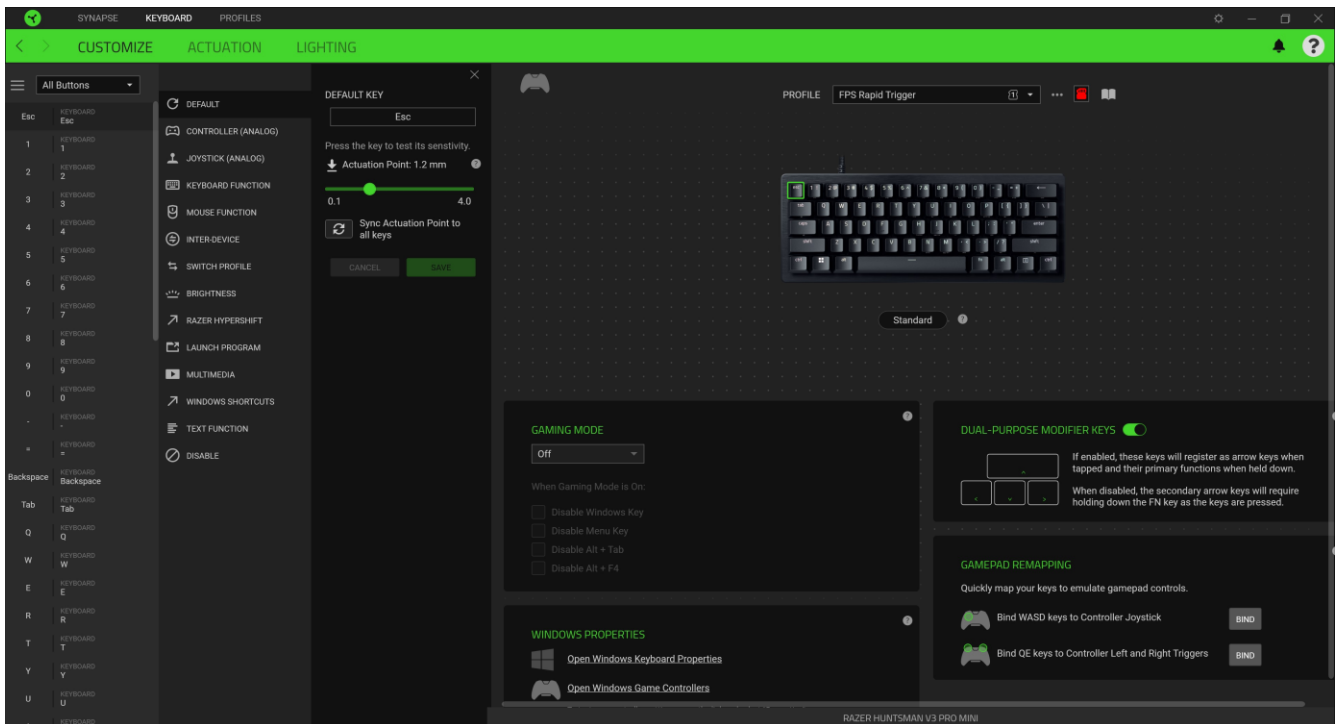 SYNAPSE KEYBOARD PROFILES
CUSTOMIZE ACTUATION LIGHTING
All Buttons
Esc KEYBOARD Esc
1 KEYBOARD 1
2 KEYBOARD 2
3 KEYBOARD 3
4 KEYBOARD 4
5 KEYBOARD 5
6 KEYBOARD 6
7 KEYBOARD 7
8 KEYBOARD 8
9 KEYBOARD 9
0 KEYBOARD 0
- KEYBOARD -
= KEYBOARD =
Backspace KEYBOARD Backspace
Tab KEYBOARD Tab
Q KEYBOARD Q
W KEYBOARD W
E KEYBOARD E
R KEYBOARD R
T KEYBOARD T
Y KEYBOARD Y
U KEYBOARD U
KEYBOARD
DEFAULT
CONTROLLER (ANALOG)
JOYSTICK (ANALOG)
KEYBOARD FUNCTION
MOUSE FUNCTION
INTER-DEVICE
SWITCH PROFILE
BRIGHTNESS
RAZER HYPERSHIFT
LAUNCH PROGRAM
MULTIMEDIA
WINDOWS SHORTCUTS
TEXT FUNCTION
DISABLE
DEFAULT KEY
Esc
Press the key to test its senstivity.
Actuation Point: 1.2 mm
0.1 4.0
Sync Actuation Point to
all keys
CANCEL SAVE
PROFILE FPS Rapid Trigger 1
Standard
GAMING MODE
Off
When Gaming Mode is On:
Disable Windows Key
Disable Menu Key
Disable Alt + Tab
Disable Alt + F4
WINDOWS PROPERTIES
Open Windows Keyboard Properties
Open Windows Game Controllers
DUAL-PURPOSE MODIFIER KEYS
If enabled, these keys will register as arrow keys when
tapped and their primary functions when held down.
When disabled, the secondary arrow keys will require
holding down the FN key as the keys are pressed.
GAMEPAD REMAPPING
Quickly map your keys to emulate gamepad controls.
Bind WASD keys to Controller Joystick BIND
Bind QE keys to Controller Left and Right Triggers BIND
RAZER HUNTSMAN V3 PRO MINI